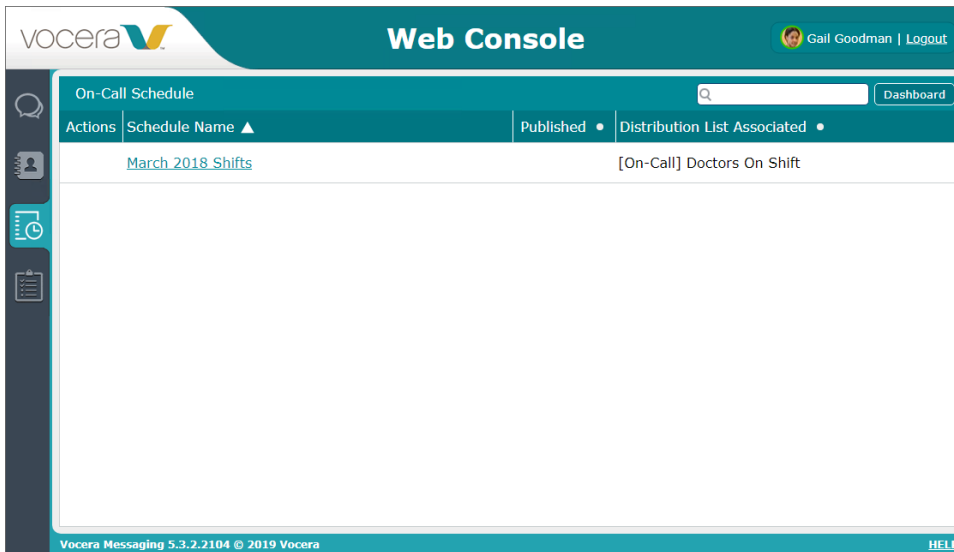 vocera
Web Console
Gail Goodman | Logout
On-Call Schedule
Dashboard
Actions Schedule Name ▲ Published • Distribution List Associated •
March 2018 Shifts [On-Call] Doctors On Shift
Vocera Messaging 5.3.2.2104 © 2019 Vocera
HELP